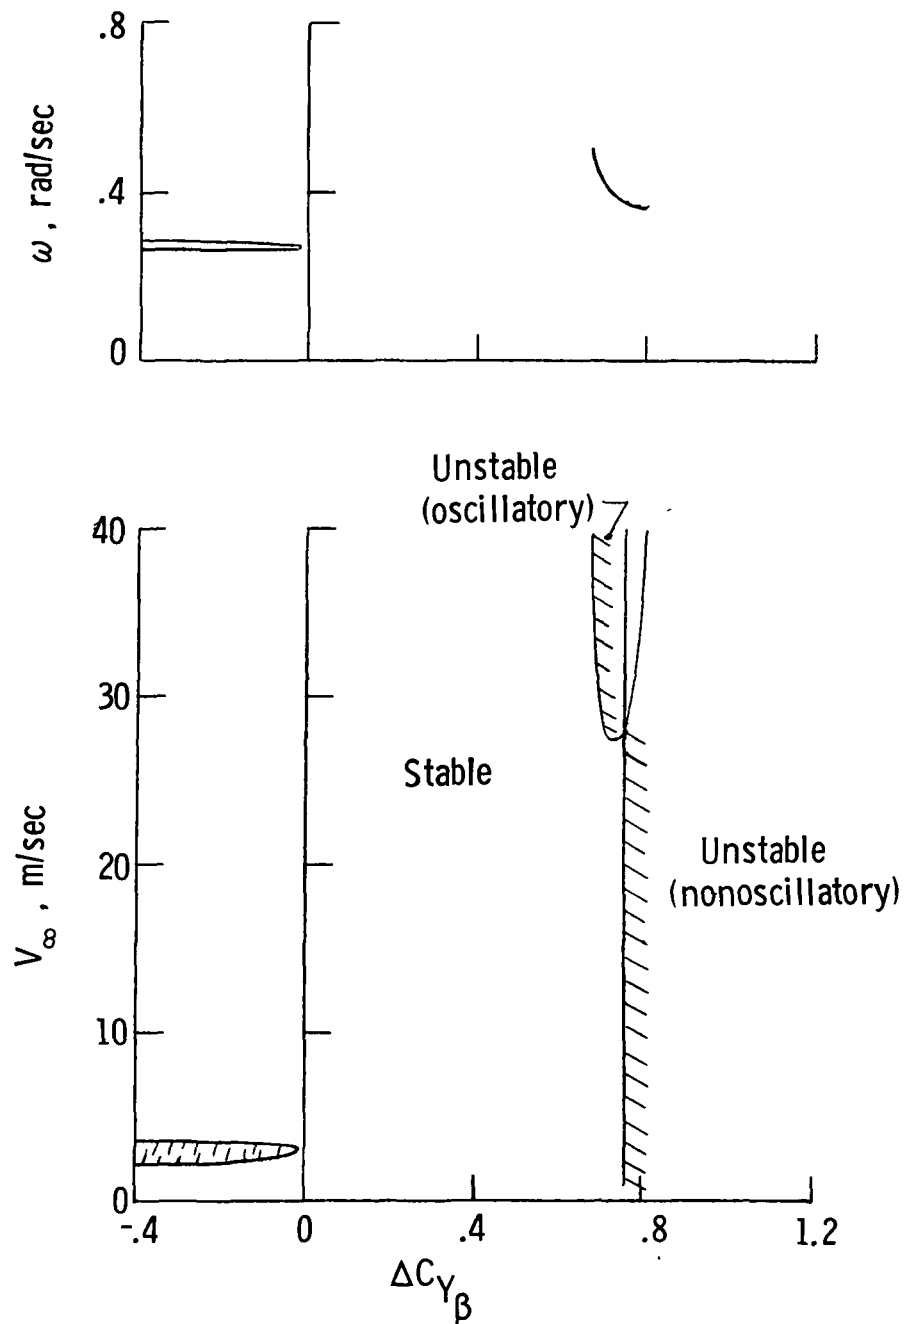 .8
.4
0
ω, rad/sec
Unstable
(oscillatory)
40
30
20
10
0
V∞, m/sec
Stable
Unstable
(nonoscillatory)
-.4
0
.4
.8
1.2
ΔC_Yβ